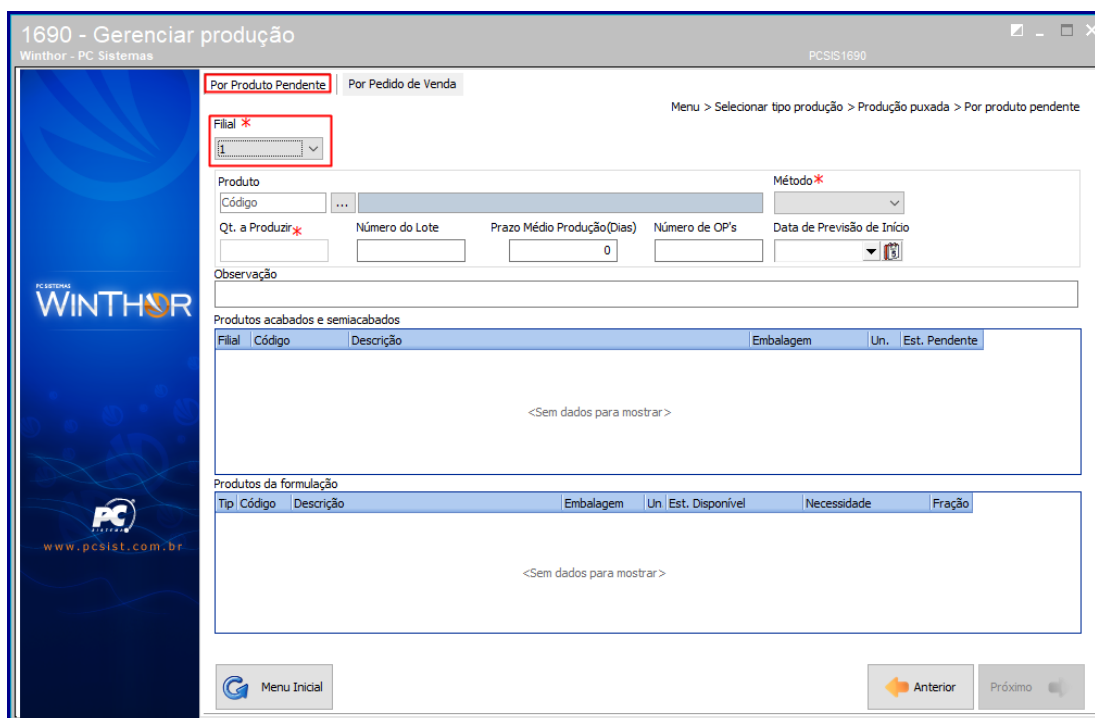 1690 - Gerenciar produção
Winthor - PC Sistemas
PCSIS1690
Por Produto Pendente
Por Pedido de Venda
Menu > Selecionar tipo produção > Produção puxada > Por produto pendente
Filial *
1
Produto
Método*
Código
...
Qt. a Produzir*
Número do Lote
Prazo Médio Produção(Dias)
Número de OP's
Data de Previsão de Início
0
Observação
PC SISTEMAS
WINTHOR
Produtos acabados e semiacabados
Filial Código Descrição Embalagem Un. Est. Pendente
<Sem dados para mostrar>
Produtos da formulação
Tip Código Descrição Embalagem Un Est. Disponível Necessidade Fração
PC
sistemas
www.pcsist.com.br
<Sem dados para mostrar>
Menu Inicial
Anterior
Próximo